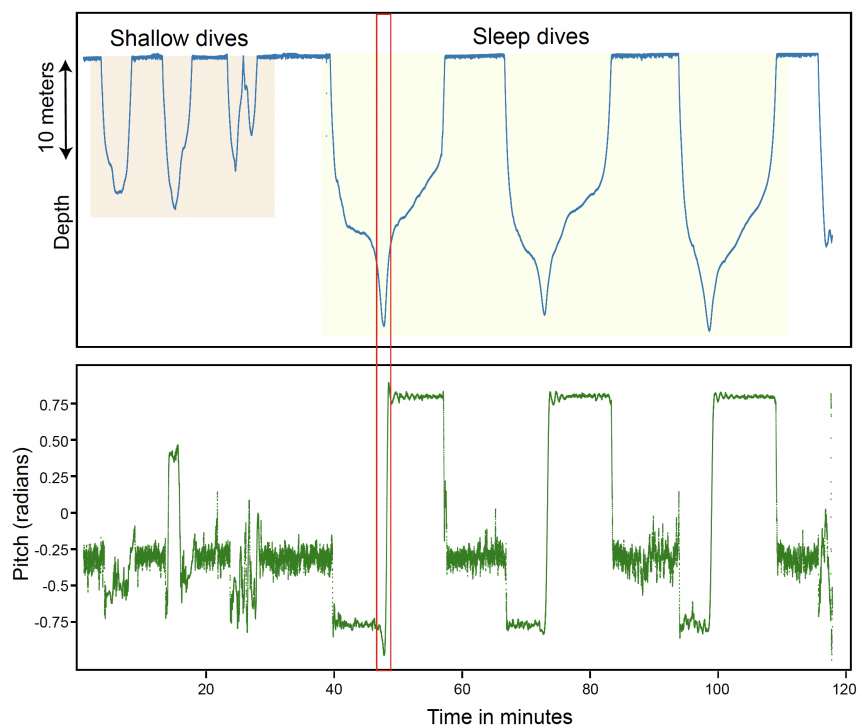 Shallow dives
Sleep dives
10 meters
Depth
0.75
0.50
0.25
0
-0.25
-0.5
-0.75
Pitch (radians)
20
40
60
80
100
120
Time in minutes